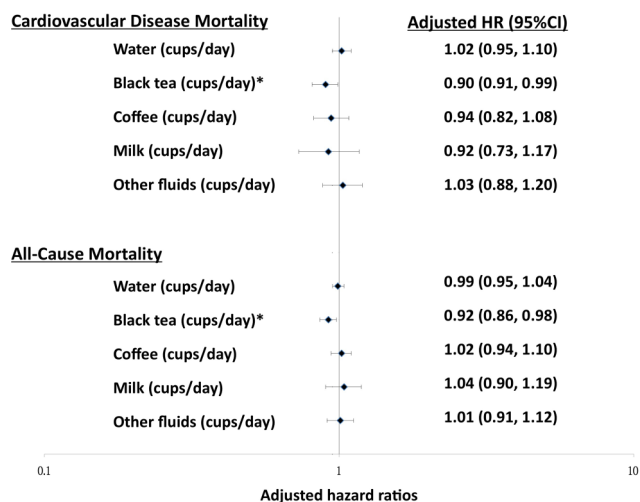 Cardiovascular Disease Mortality Adjusted HR (95%CI)
Water (cups/day) 1.02 (0.95, 1.10)
Black tea (cups/day)* 0.90 (0.91, 0.99)
Coffee (cups/day) 0.94 (0.82, 1.08)
Milk (cups/day) 0.92 (0.73, 1.17)
Other fluids (cups/day) 1.03 (0.88, 1.20)
All-Cause Mortality
Water (cups/day) 0.99 (0.95, 1.04)
Black tea (cups/day)* 0.92 (0.86, 0.98)
Coffee (cups/day) 1.02 (0.94, 1.10)
Milk (cups/day) 1.04 (0.90, 1.19)
Other fluids (cups/day) 1.01 (0.91, 1.12)
0.1 1 10
Adjusted hazard ratios